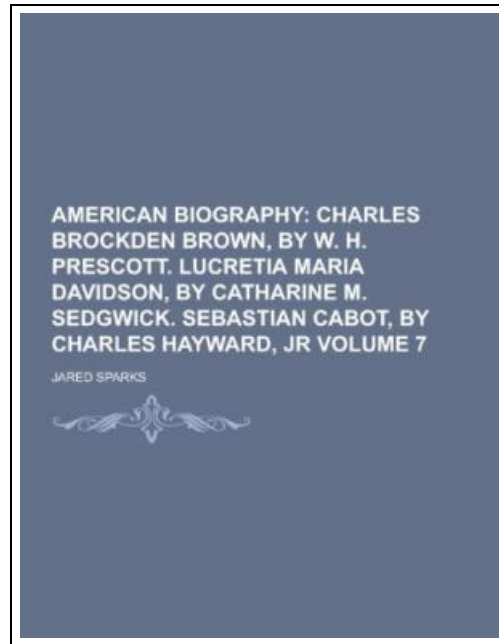 AMERICAN BIOGRAPHY: CHARLES
BROCKDEN BROWN, BY W. H.
PRESCOTT. LUCRETIA MARIA
DAVIDSON, BY CATHARINE M.
SEDGWICK. SEBASTIAN CABOT, BY
CHARLES HAYWARD, JR VOLUME 7
JARED SPARKS